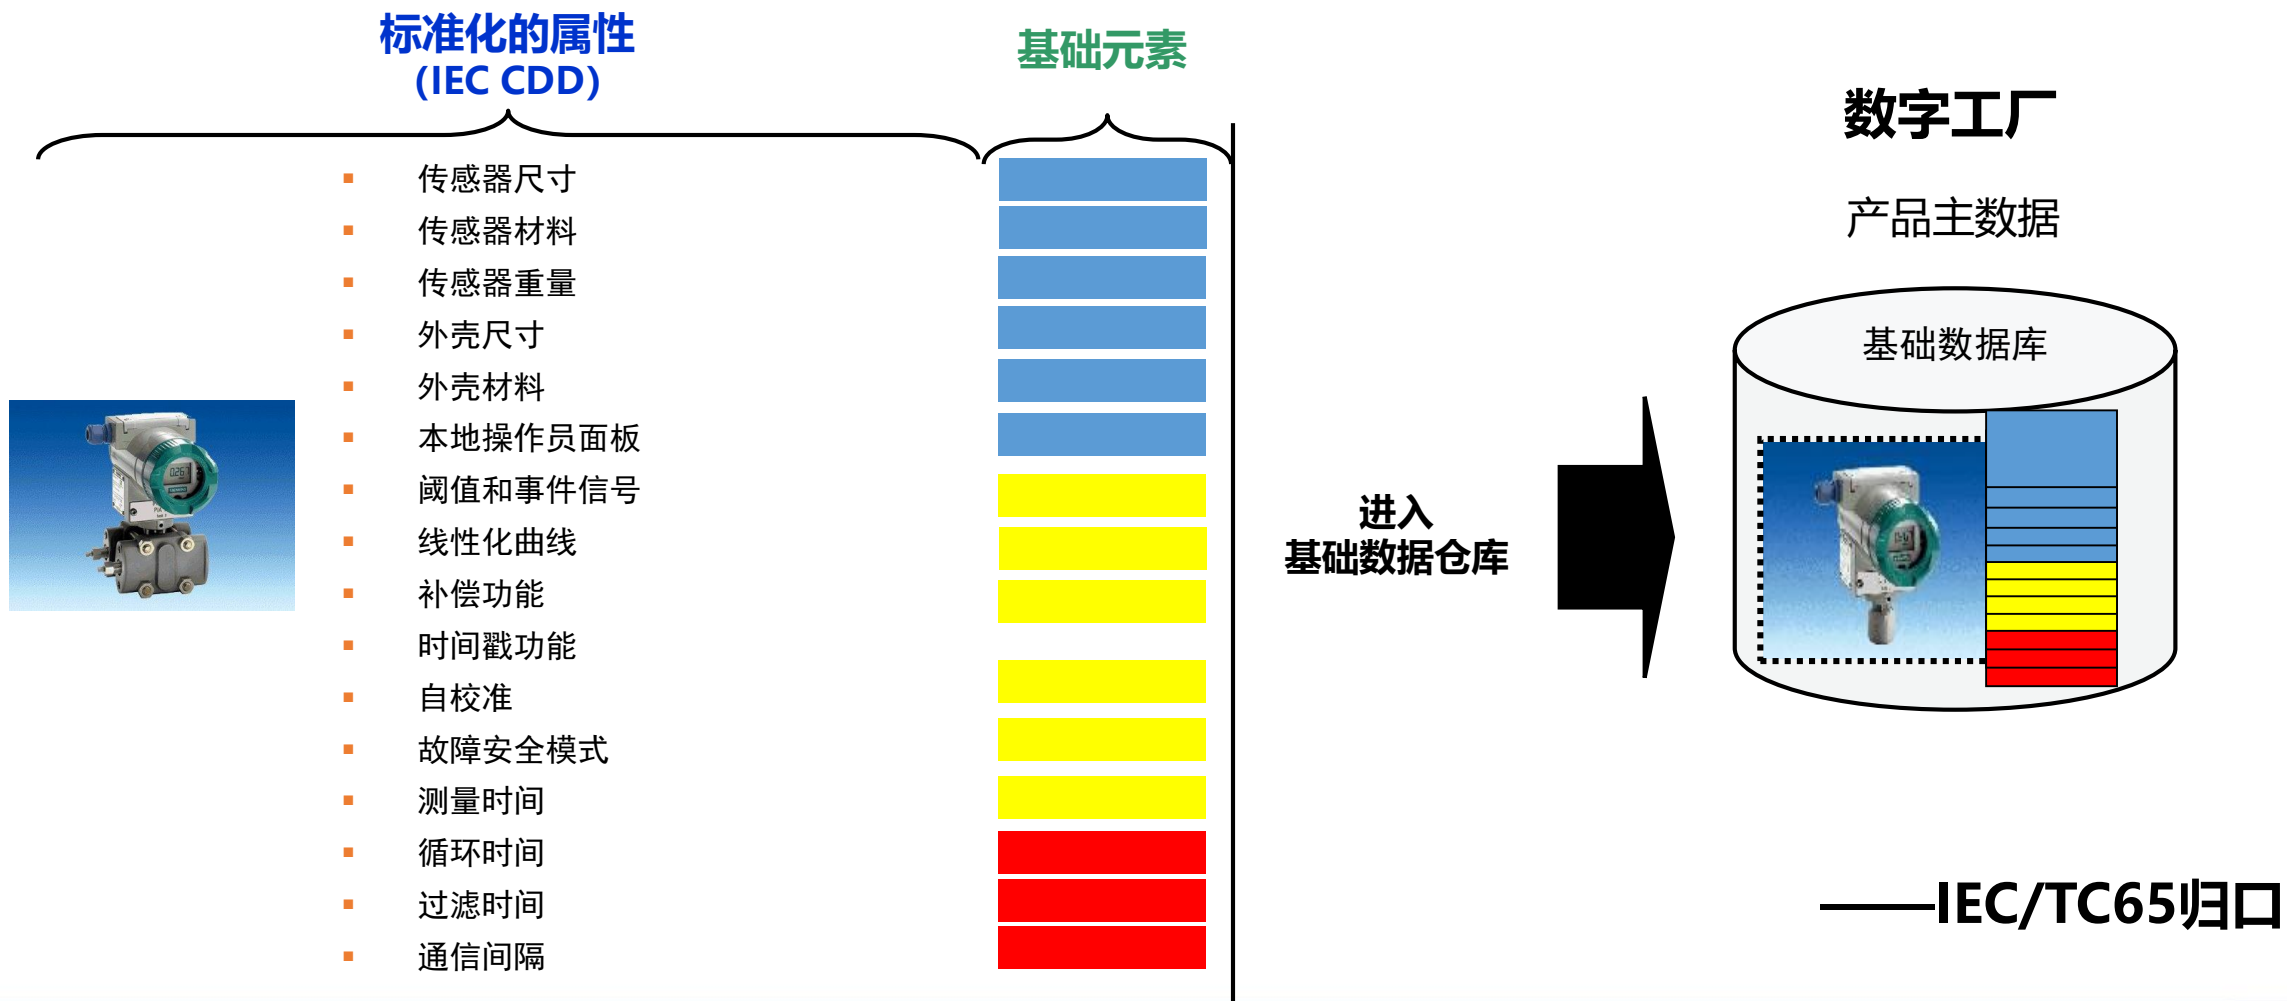 标准化的属性
（IEC CDD）
基础元素
传感器尺寸
传感器材料
传感器重量
外壳尺寸
外壳材料
本地操作员面板
阈值和事件信号
线性化曲线
补偿功能
时间戳功能
自校准
故障安全模式
测量时间
循环时间
过滤时间
通信间隔
进入
基础数据仓库
数字工厂
产品主数据
基础数据库
——IEC/TC65归口